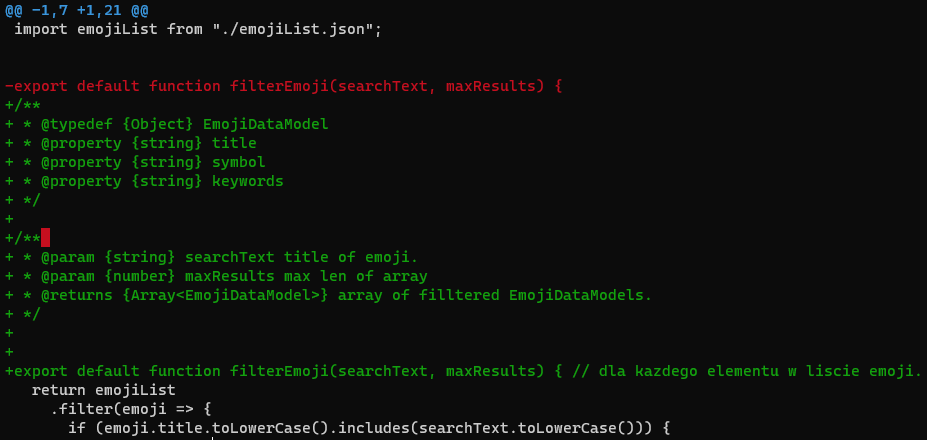 @@ -1,7 +1,21 @@
 import emojiList from "./emojiList.json";
-export default function filterEmoji(searchText, maxResults) {
+/**
+ * @typedef {Object} EmojiDataModel
+ * @property {string} title
+ * @property {string} symbol
+ * @property {string} keywords
+ */
+
+/**
+ * @param {string} searchText title of emoji.
+ * @param {number} maxResults max len of array
+ * @returns {Array<EmojiDataModel>} array of filltered EmojiDataModels.
+ */
+
+
+export default function filterEmoji(searchText, maxResults) { // dla kazdego elementu w liscie emoji.
   return emojiList
     .filter(emoji => {
       if (emoji.title.toLowerCase().includes(searchText.toLowerCase())) {